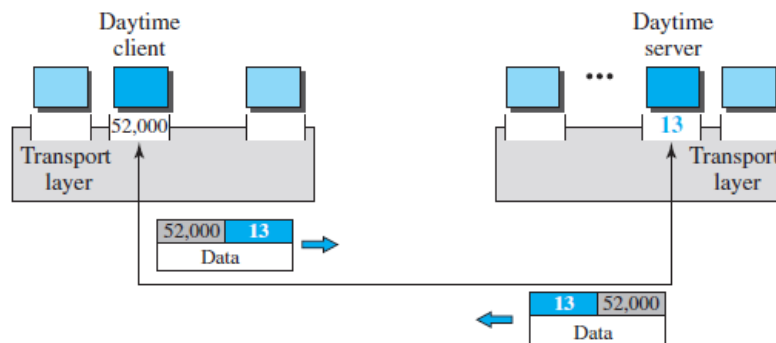 Daytime
client
Daytime
server
...
52,000
13
Transport
layer
Transport
layer
52,000 13
Data
13 52,000
Data